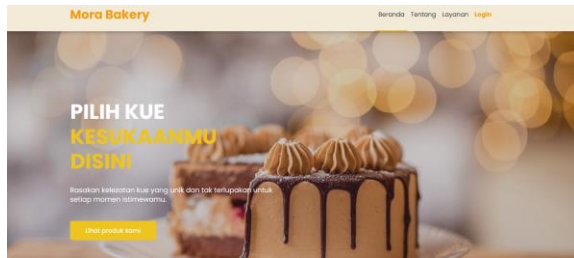 Mora Bakery
Beranda Tentang Layanan Login
PILIH KUE
KESUKAANMU
DISINI
Rasakan kelezatan kue yang unik dan tak terlupakan untuk
setiap momen istimewamu.
Lihat produk kami